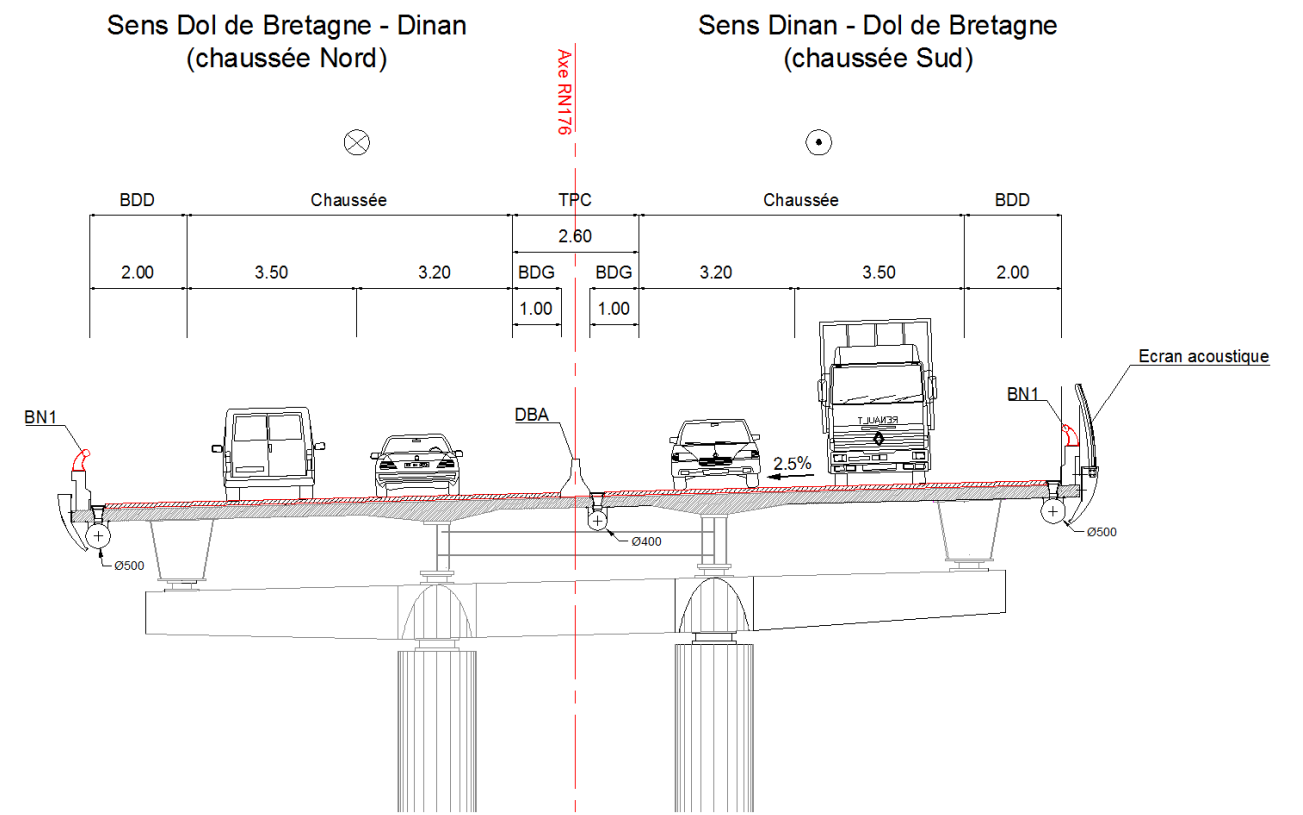 Sens Dol de Bretagne - Dinan
(chaussée Nord)
Sens Dinan - Dol de Bretagne
(chaussée Sud)
Axe RN176
BDD
Chaussée
TPC
Chaussée
BDD
2.60
2.00
3.50
3.20
BDG
BDG
3.20
3.50
2.00
1.00
1.00
Ecran acoustique
BN1
BN1
DBA
RENAULT
2.5%
Ø500
Ø400
Ø500